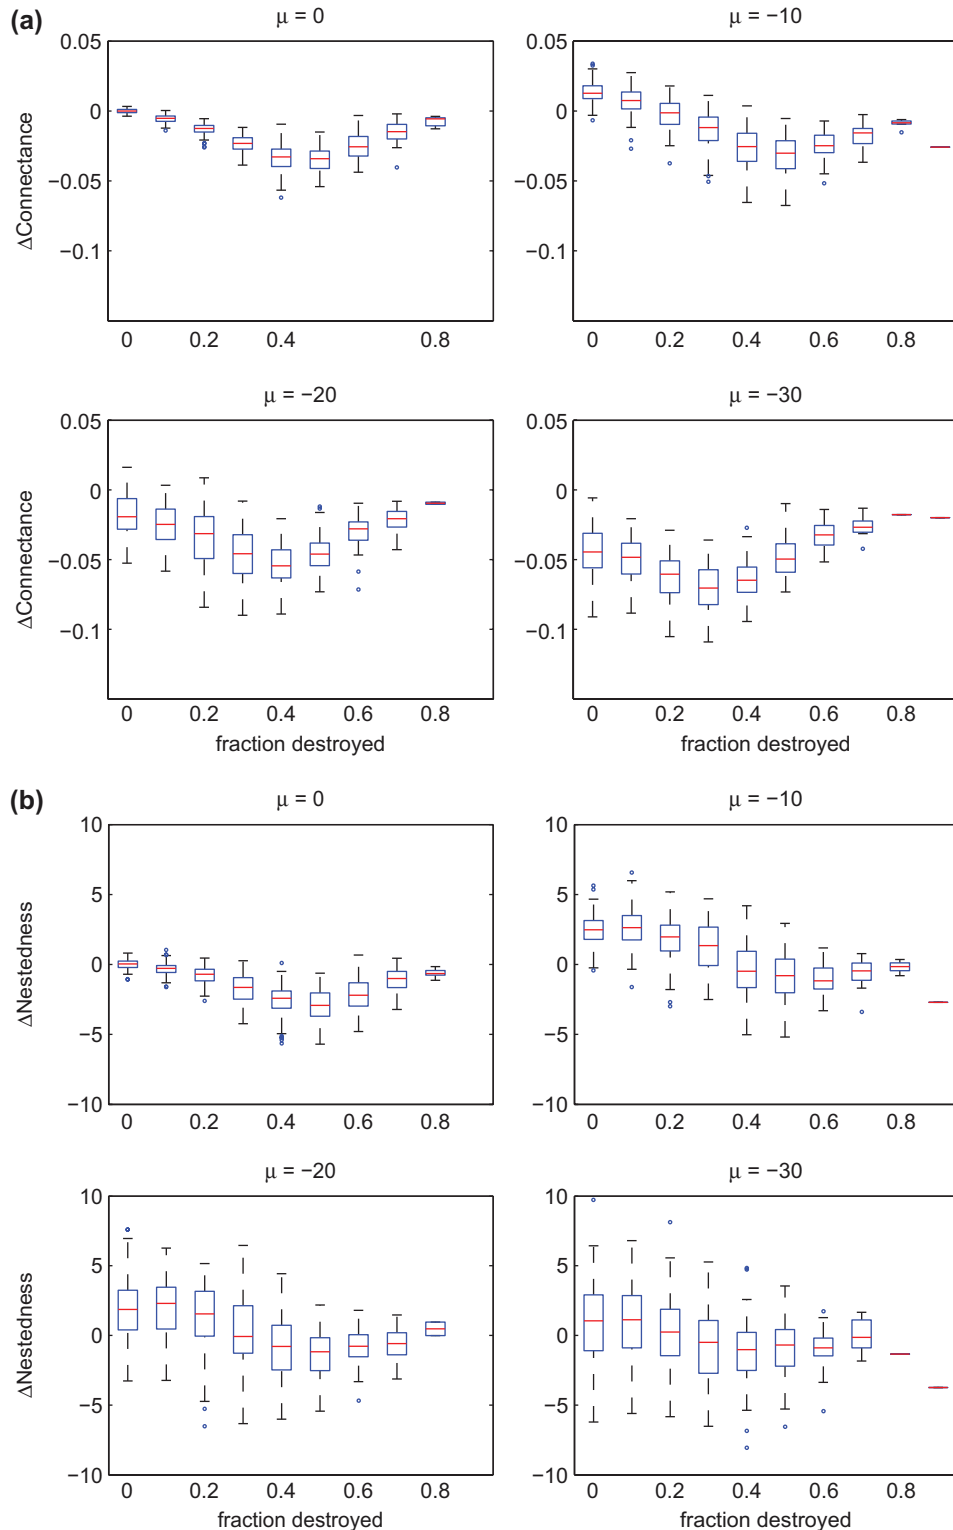 (a)
μ = 0
μ = −10
0.05
0
−0.05
−0.1
ΔConnectance
0 0.2 0.4 0.8
0.05
0
−0.05
−0.1
0 0.2 0.4 0.6 0.8
μ = −20
μ = −30
0.05
0
−0.05
−0.1
ΔConnectance
0 0.2 0.4 0.6 0.8
fraction destroyed
0.05
0
−0.05
−0.1
0 0.2 0.4 0.6 0.8
fraction destroyed
(b)
μ = 0
μ = −10
10
5
0
−5
−10
ΔNestedness
0 0.2 0.4 0.6 0.8
10
5
0
−5
−10
0 0.2 0.4 0.6 0.8
μ = −20
μ = −30
10
5
0
−5
−10
ΔNestedness
0 0.2 0.4 0.6 0.8
fraction destroyed
10
5
0
−5
−10
0 0.2 0.4 0.6 0.8
fraction destroyed